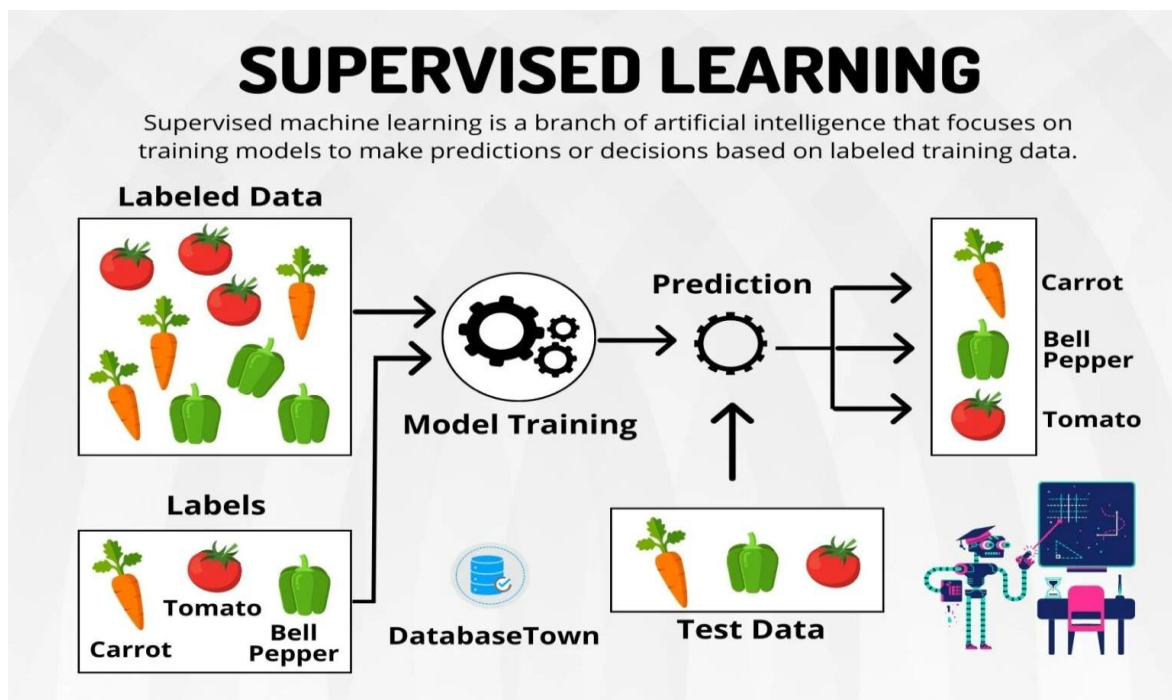 SUPERVISED LEARNING
Supervised machine learning is a branch of artificial intelligence that focuses on
training models to make predictions or decisions based on labeled training data.
Labeled Data
Prediction
Carrot
Bell
Pepper
Tomato
Model Training
Labels
Carrot
Tomato
Bell
Pepper
DatabaseTown
Test Data